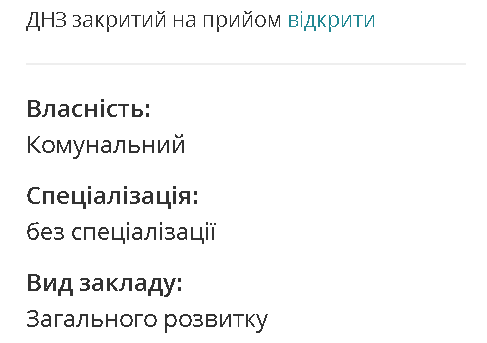 ДНЗ закритий на прийом відкрити
Власність:
Комунальний
Спеціалізація:
без спеціалізації
Вид закладу:
Загального розвитку